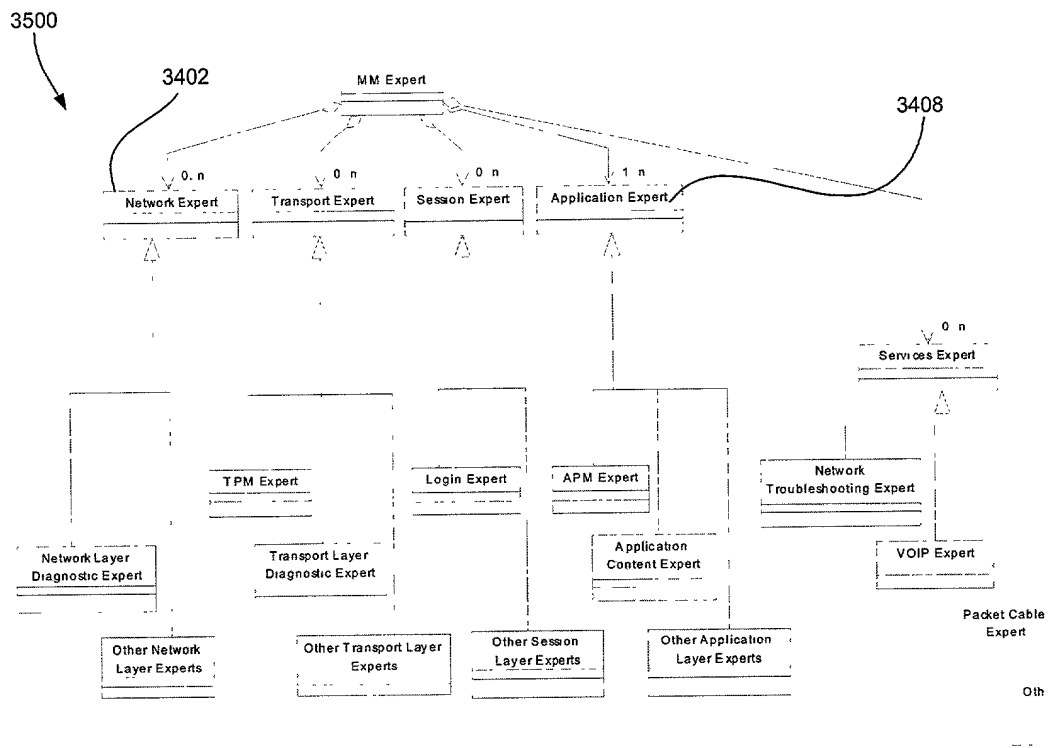 3500
3402
MM Expert
3408
0. n
0 n
0 n
1 n
Network Expert
Transport Expert
Session Expert
Application Expert
0 n
Services Expert
TPM Expert
Login Expert
APM Expert
Network
Troubleshooting Expert
Network Layer
Diagnostic Expert
Transport Layer
Diagnostic Expert
Application
Content Expert
VOIP Expert
Packet Cable
Expert
Other Network
Layer Experts
Other Transport Layer
Experts
Other Session
Layer Experts
Other Application
Layer Experts
Oth